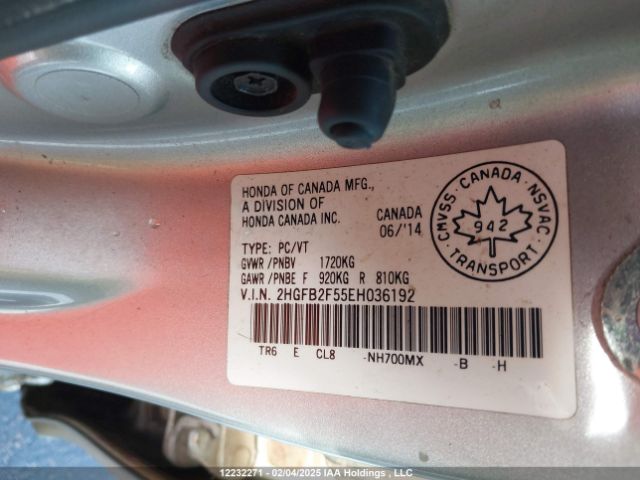 HONDA OF CANADA MFG.,
A DIVISION OF
HONDA CANADA INC.
CANADA
06/'14
TYPE: PC/VT
GVWR/PNBV 1720KG
GAWR/PNBE F 920KG R 810KG
V.I.N. 2HGFB2F55EH036192
TR6 E CL8 -NH700MX -B -H
CMVSS · CANADA · NSVAC
942
TRANSPORT
12232271 - 02/04/2025 IAA Holdings , LLC